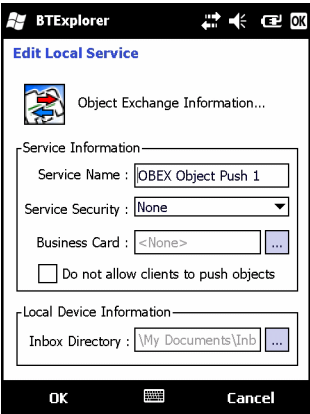 BTExplorer
OK
Edit Local Service
Object Exchange Information...
Service Information
Service Name : OBEX Object Push 1
Service Security : None
Business Card : <None> ...
Do not allow clients to push objects
Local Device Information
Inbox Directory : \My Documents\Inb ...
OK Cancel